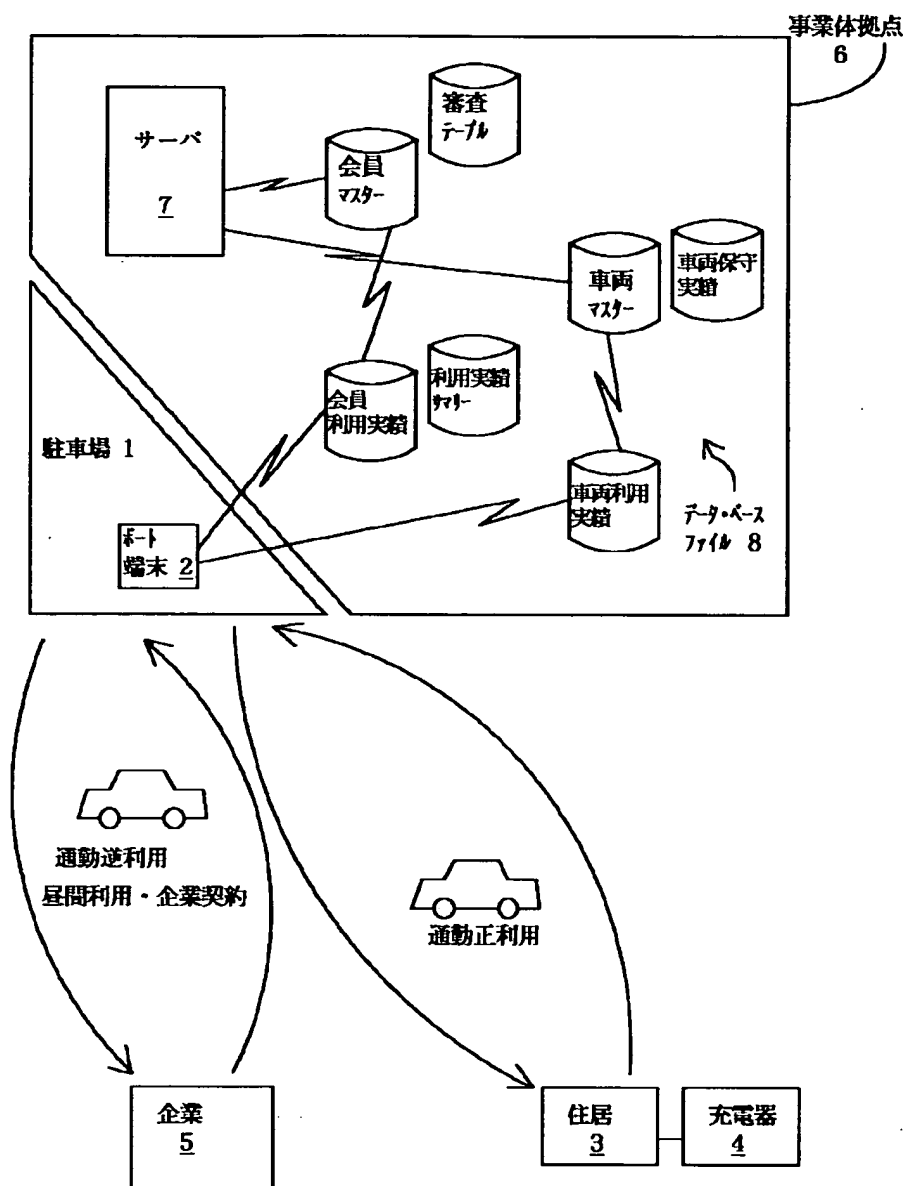 事業体拠点
6
サーバ
7
審査
テーブル
会員
マスター
車両
マスター
車両保守
実績
会員
利用実績
利用実績
サマリー
車両利用
実績
データ・ベース
ファイル 8
駐車場 1
ポート
端末 2
通勤逆利用
昼間利用・企業契約
通勤正利用
企業
5
住居
3
充電器
4